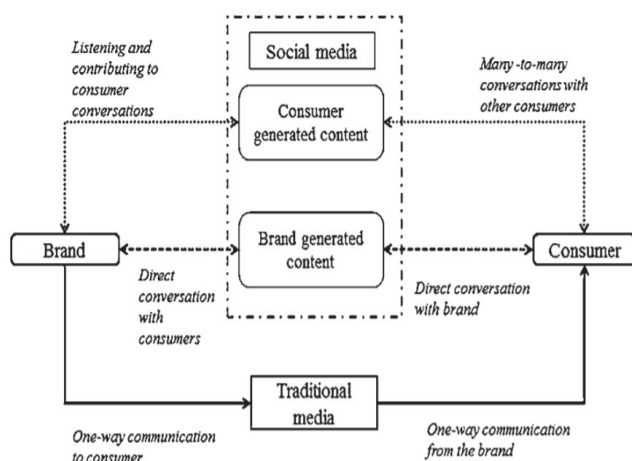 Listening and
contributing to
consumer
conversations
Social media
Many -to-many
conversations with
other consumers
Consumer
generated content
Brand
Brand generated
content
Consumer
Direct
conversation
with
consumers
Direct conversation
with brand
Traditional
media
One-way communication
to consumer
One-way communication
from the brand